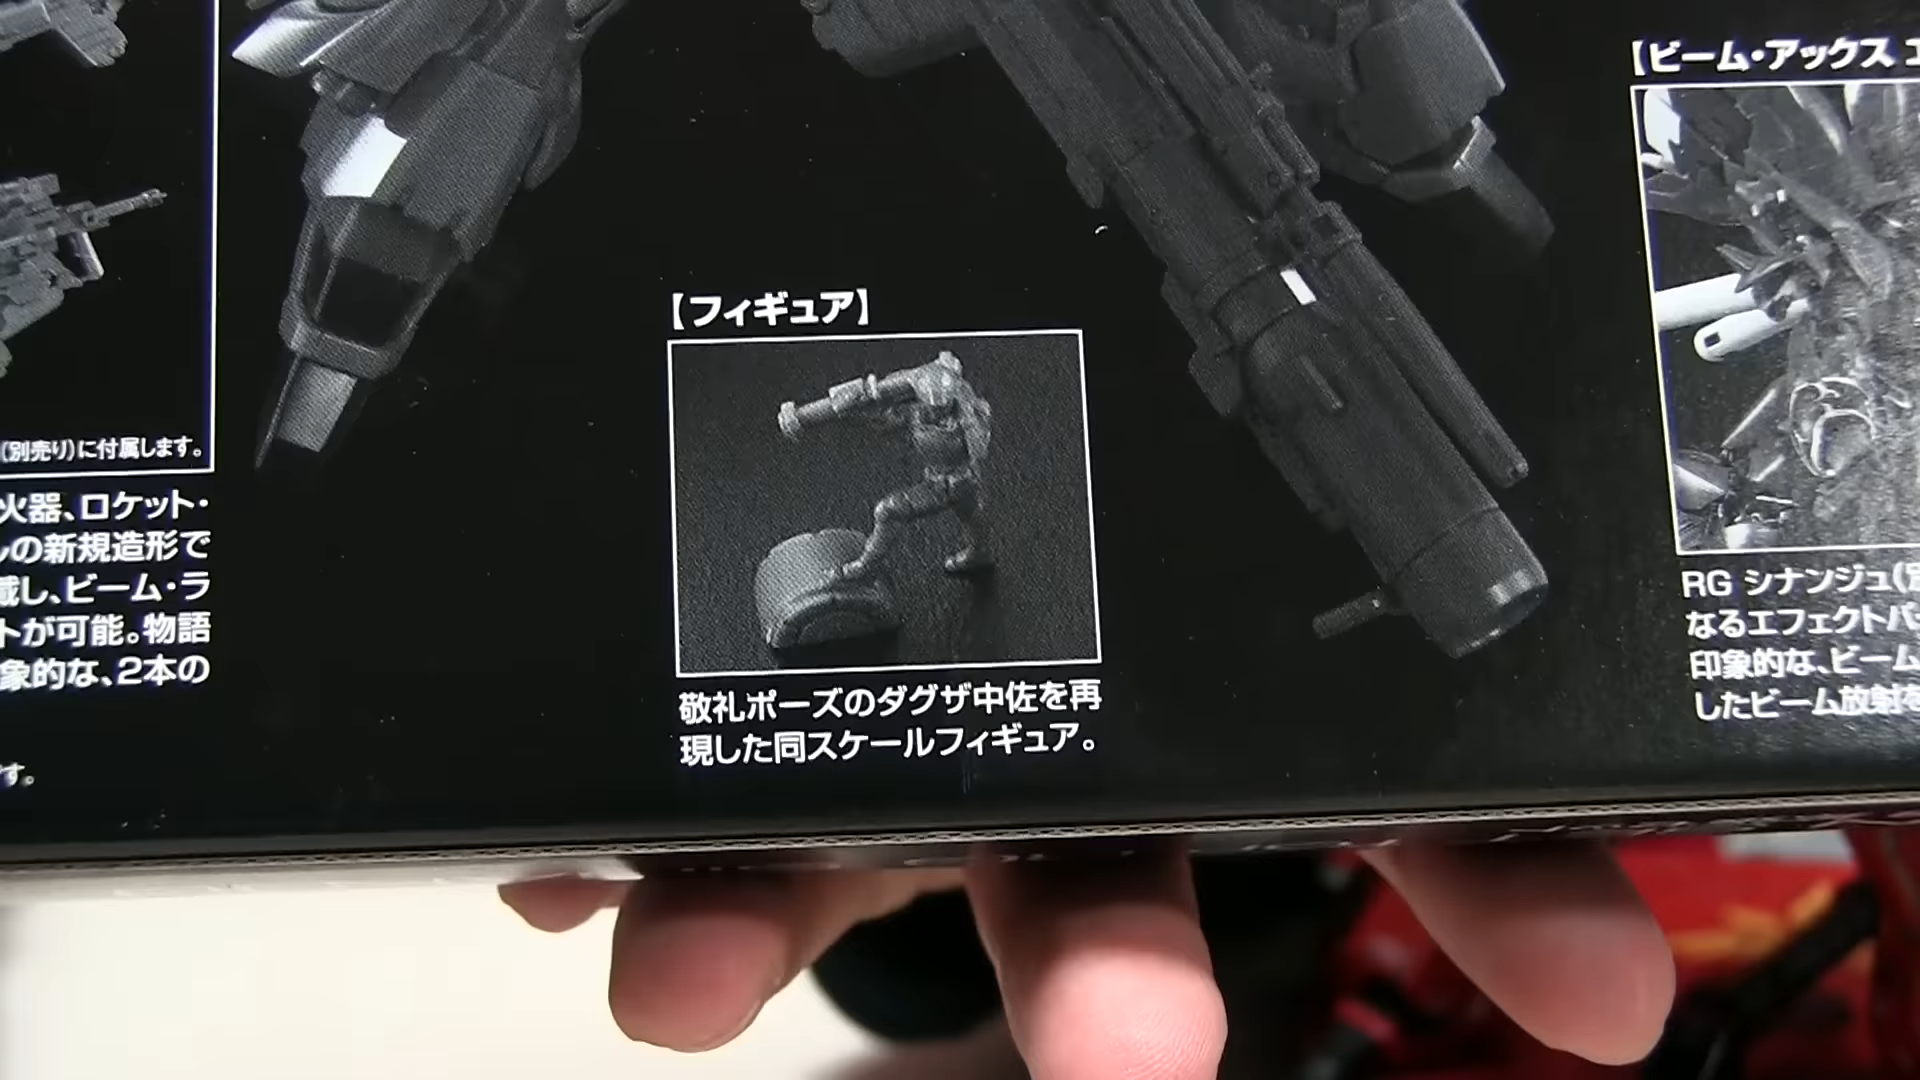 (別売り)に付属します。
火器、ロケット・
の新規造形で
載し、ビーム・ラ
トが可能。物語
象的な、2本の
す。
【フィギュア】
敬礼ポーズのダグザ中佐を再
現した同スケールフィギュア。
【ビーム・アックス エ
RG シナンジュ(別
なるエフェクトパー
印象的な、ビーム
したビーム放射を